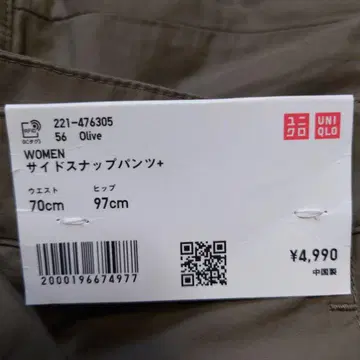 221-476305
56 Olive
ユニクロ
UNIQLO
WOMEN
サイドスナップパンツ+
ウエスト ヒップ
70cm 97cm
2000196674977
¥4,990
中国製